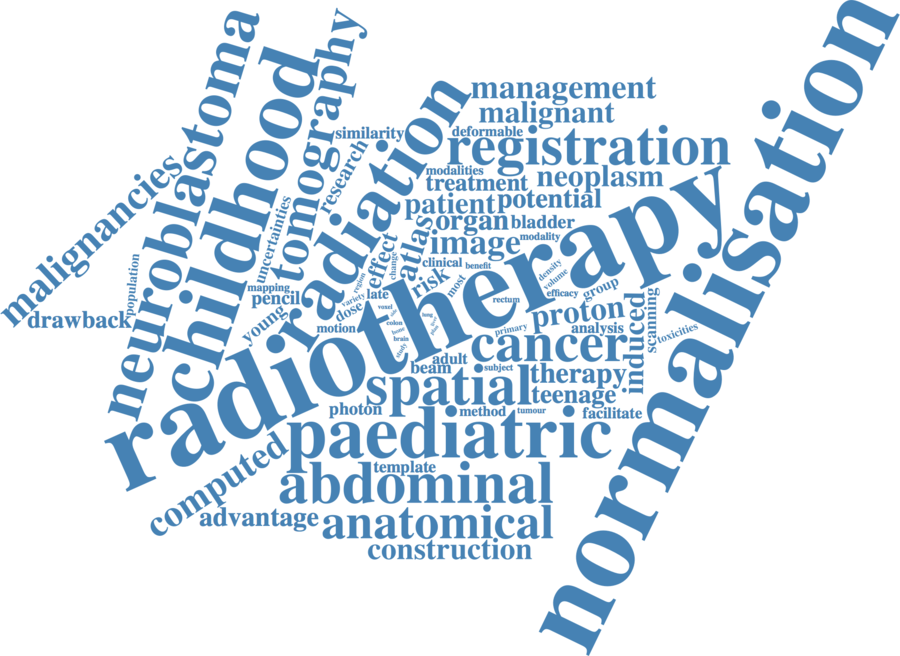 normalisation
radiotherapy
childhood
neuroblastoma
radiation
tomography
malignancies
management
malignant
similarity
deformable
registration
research
modalities
treatment
neoplasm
patient
potential
organ
bladder
uncertainties
population
drawback
mapping
pencil
young
effect
change
atlas
image
modality
clinical
benefit
risk
most
region
variety
late
dose
motion
voxel
colon
brain
study
lung
density
volume
efficacy
group
rectum
primary
proton
analysis
induced
scanning
toxicities
cancer
adult
beam
subject
therapy
spatial
teenage
photon
method
tumour
facilitate
paediatric
computed
template
abdominal
advantage
anatomical
construction